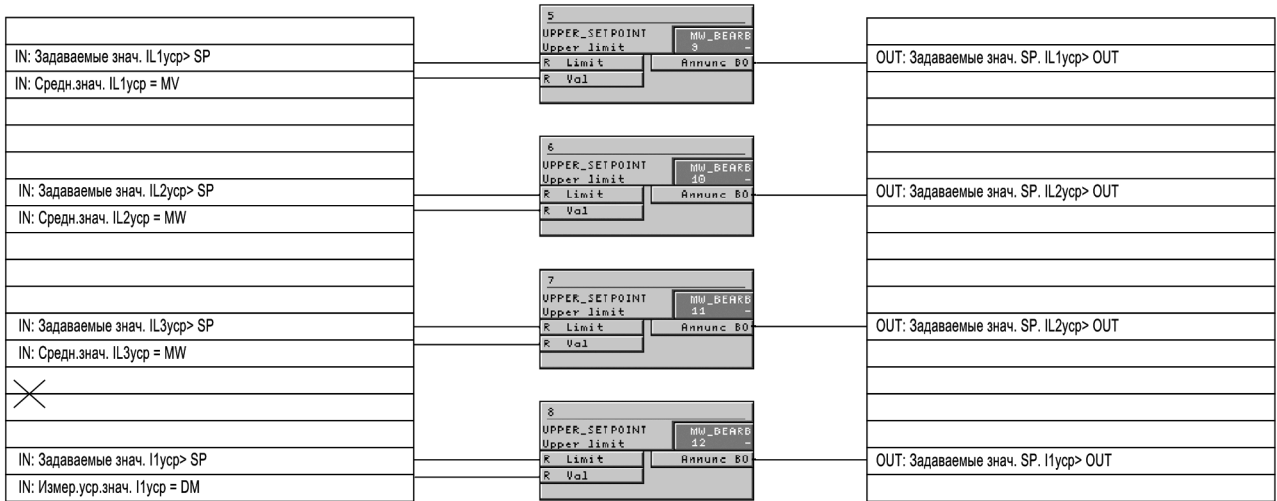 5
UPPER_SETPOINT
MW_BEARB
Upper limit
9 -
IN: Задаваемые знач. IL1уср> SP
R Limit
Annunc BO
OUT: Задаваемые знач. SP. IL1уср> OUT
IN: Средн.знач. IL1уср = MV
R Val
6
UPPER_SETPOINT
MW_BEARB
Upper limit
10 -
IN: Задаваемые знач. IL2уср> SP
R Limit
Annunc BO
OUT: Задаваемые знач. SP. IL2уср> OUT
IN: Средн.знач. IL2уср = MW
R Val
7
UPPER_SETPOINT
MW_BEARB
Upper limit
11 -
IN: Задаваемые знач. IL3уср> SP
R Limit
Annunc BO
OUT: Задаваемые знач. SP. IL2уср> OUT
IN: Средн.знач. IL3уср = MW
R Val
8
UPPER_SETPOINT
MW_BEARB
Upper limit
12 -
IN: Задаваемые знач. I1уср> SP
R Limit
Annunc BO
OUT: Задаваемые знач. SP. I1уср> OUT
IN: Измер.уср.знач. I1уср = DM
R Val